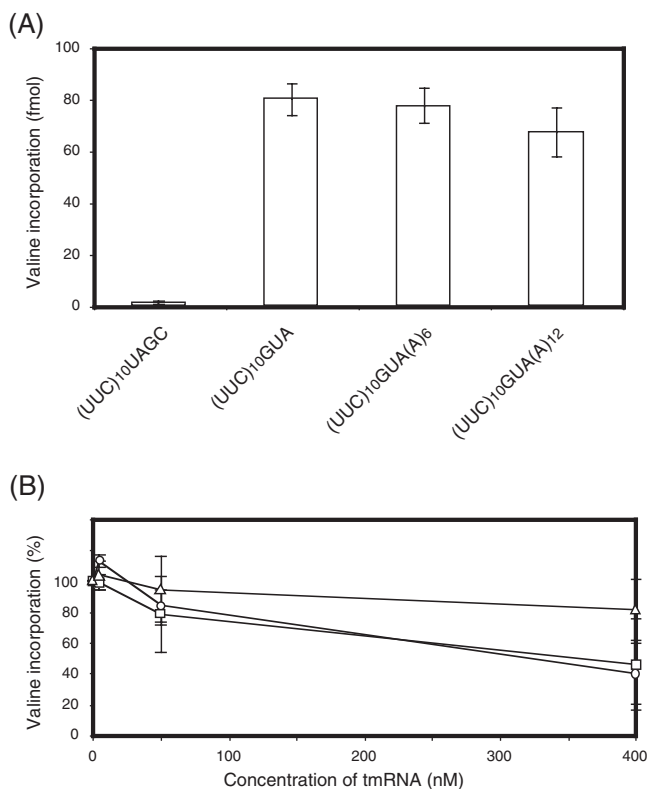 (A)
100
80
60
40
20
0
Valine incorporation (fmol)
(UUC)10UAGC
(UUC)10GUA
(UUC)10GUA(A)6
(UUC)10GUA(A)12
(B)
100
80
60
40
20
0
Valine incorporation (%)
0 100 200 300 400
Concentration of tmRNA (nM)